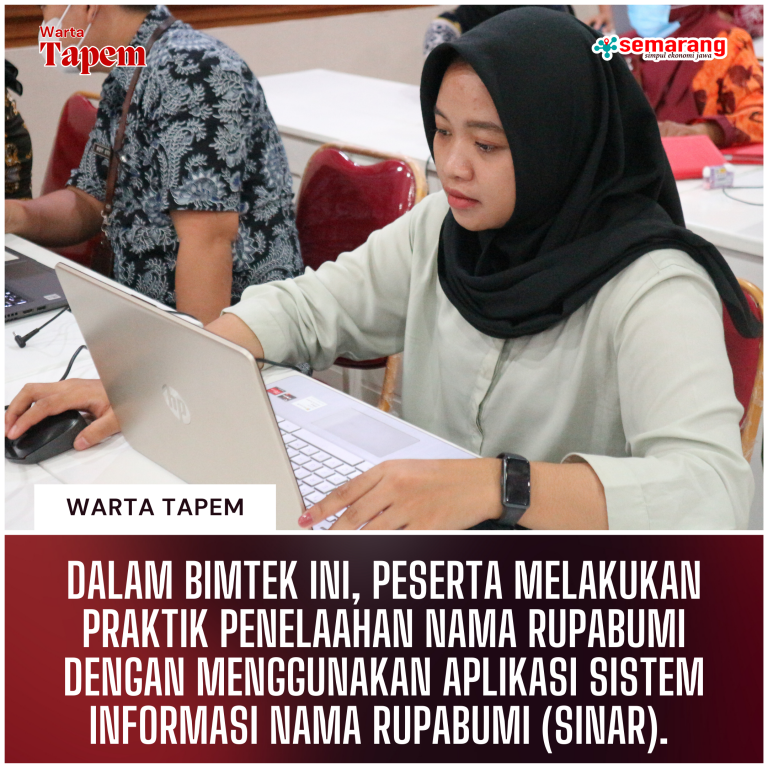 Warta
Tapem
semarang
simpul ekonomi jawa
hp
WARTA TAPEM
DALAM BIMTEK INI, PESERTA MELAKUKAN
PRAKTIK PENELAAHAN NAMA RUPABUMI
DENGAN MENGGUNAKAN APLIKASI SISTEM
INFORMASI NAMA RUPABUMI (SINAR).